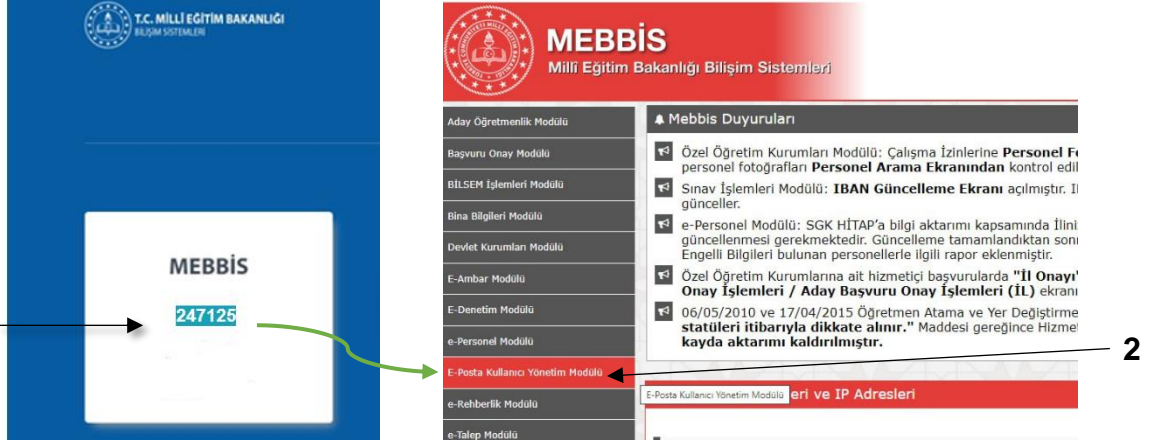 T.C. MİLLÎ EĞİTİM BAKANLIĞI
BİLİŞİM SİSTEMLERİ
MEBBİS
247125
MEBBİS
Millî Eğitim Bakanlığı Bilişim Sistemleri
Aday Öğretmenlik Modülü
Başvuru Onay Modülü
BİLSEM İşlemleri Modülü
Bina Bilgileri Modülü
Devlet Kurumları Modülü
E-Ambar Modülü
E-Denetim Modülü
e-Personel Modülü
E-Posta Kullanıcı Yönetim Modülü
e-Rehberlik Modülü
e-Talep Modülü
Mebbis Duyuruları
Özel Öğretim Kurumları Modülü: Çalışma İzinlerine Personel
personel fotoğrafları Personel Arama Ekranından kontrol
Sınav İşlemleri Modülü: IBAN Güncelleme Ekranı açılmıştır.
günceller.
e-Personel Modülü: SGK HİTAP’a bilgi aktarımı kapsamında
güncellenmesi gerekmektedir. Güncelleme tamamlandıktan
Engelli Bilgileri bulunan personellerle ilgili rapor eklenmiştir.
Özel Öğretim Kurumlarına ait hizmetiçi başvurularda "İl Onayı"
Onay İşlemleri / Aday Başvuru Onay İşlemleri (İL)
06/05/2010 ve 17/04/2015 Öğretmen Atama ve Yer Değiştirme
statüleri itibarıyla dikkate alınır." Maddesi gereğince
kayda aktarımı kaldırılmıştır.
2
E-Posta Kullanıcı Yönetim Modülü
eri ve IP Adresleri